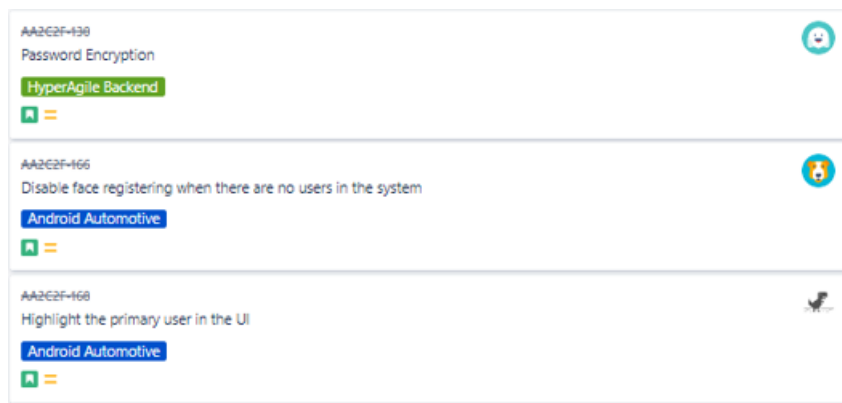 AA2C2F-130
Password Encryption
HyperAgile Backend
AA2C2F-166
Disable face registering when there are no users in the system
Android Automotive
AA2C2F-168
Highlight the primary user in the UI
Android Automotive